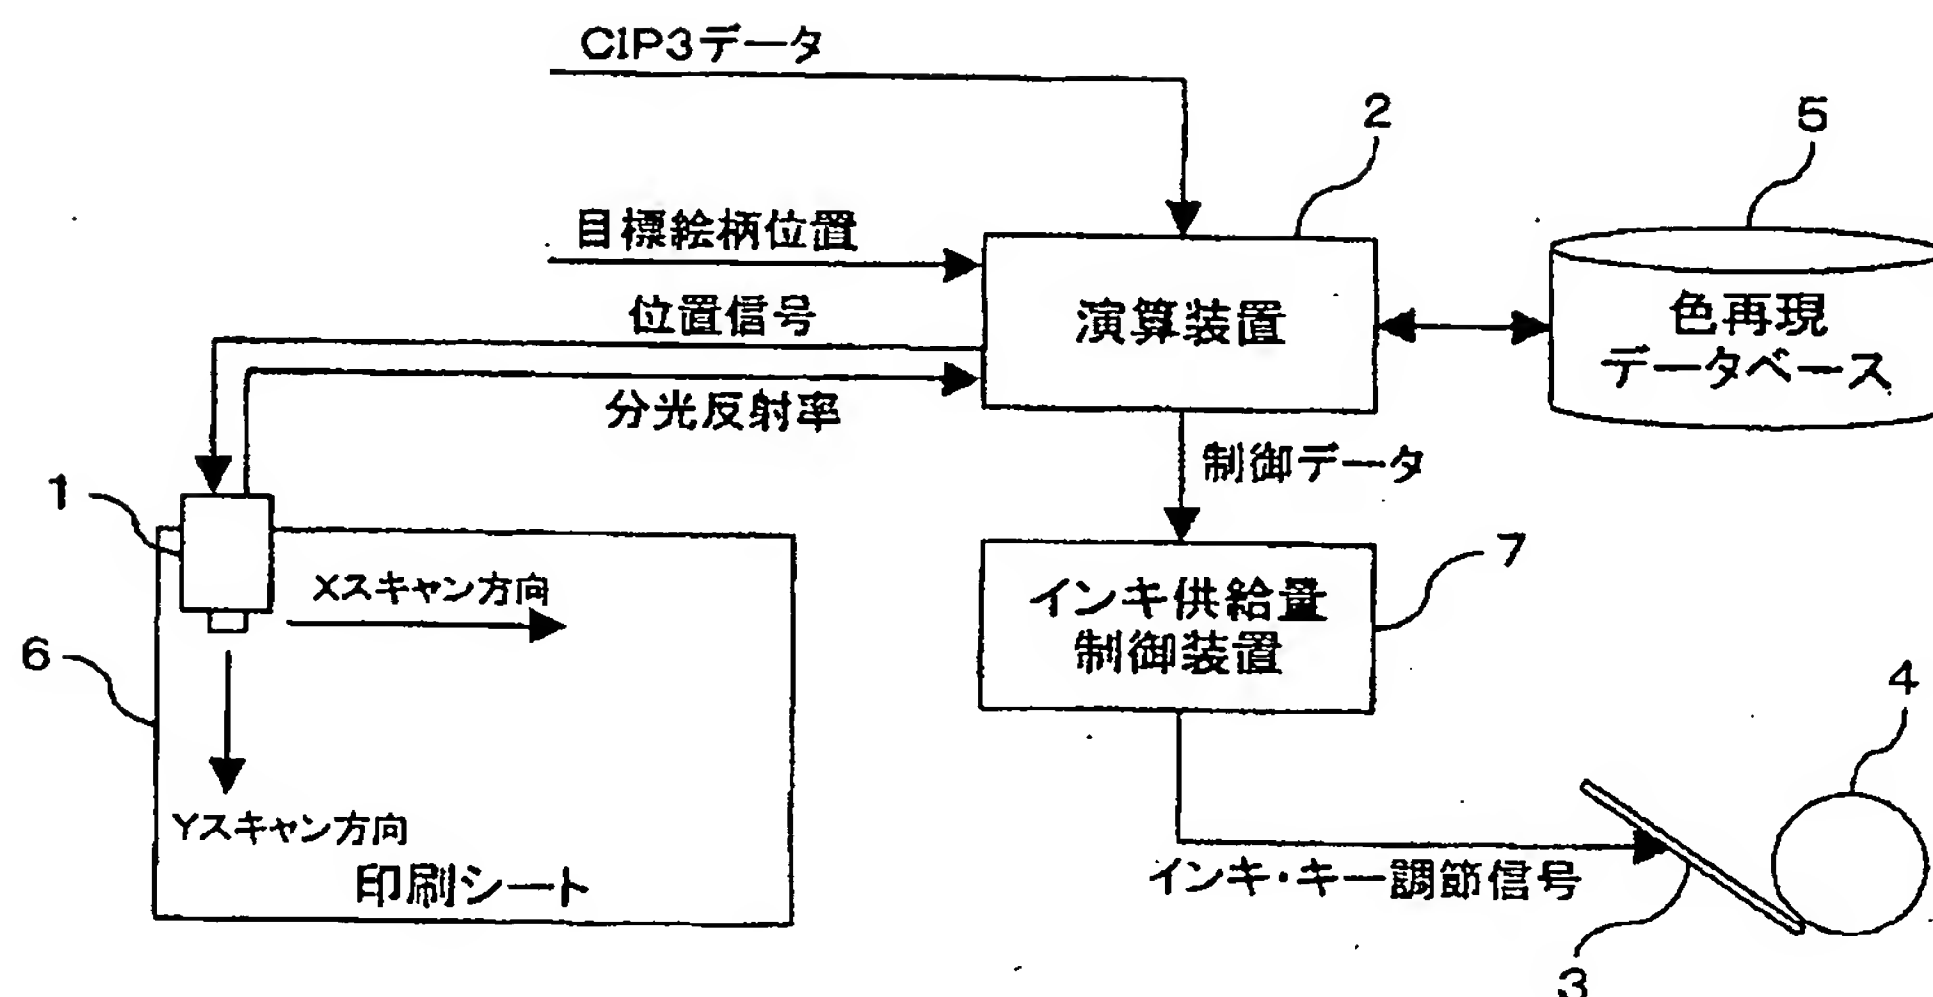 CIP3データ
2
5
目標絵柄位置
位置信号
演算装置
色再現
データベース
分光反射率
制御データ
1
Xスキャン方向
インキ供給量
制御装置
7
6
4
Yスキャン方向
印刷シート
インキ・キー調節信号
3